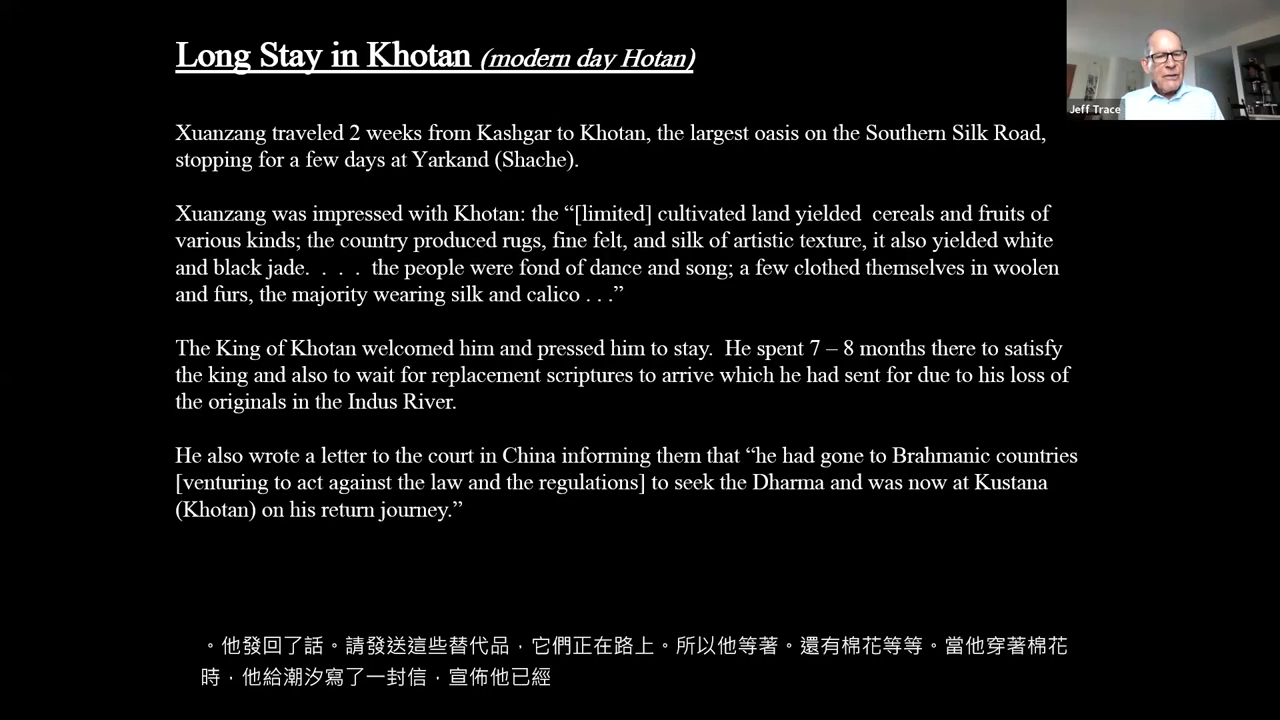 Long Stay in Khotan (modern day Hotan)
Jeff Trace
Xuanzang traveled 2 weeks from Kashgar to Khotan, the largest oasis on the Southern Silk Road,
stopping for a few days at Yarkand (Shache).
Xuanzang was impressed with Khotan: the “[limited] cultivated land yielded cereals and fruits of
various kinds; the country produced rugs, fine felt, and silk of artistic texture, it also yielded white
and black jade. . . . the people were fond of dance and song; a few clothed themselves in woolen
and furs, the majority wearing silk and calico . . .”
The King of Khotan welcomed him and pressed him to stay. He spent 7 – 8 months there to satisfy
the king and also to wait for replacement scriptures to arrive which he had sent for due to his loss of
the originals in the Indus River.
He also wrote a letter to the court in China informing them that “he had gone to Brahmanic countries
[venturing to act against the law and the regulations] to seek the Dharma and was now at Kustana
(Khotan) on his return journey.”
。他發回了話。請發送這些替代品，它們正在路上。所以他等著。還有棉花等等。當他穿著棉花
時，他給潮汐寫了一封信，宣佈他已經